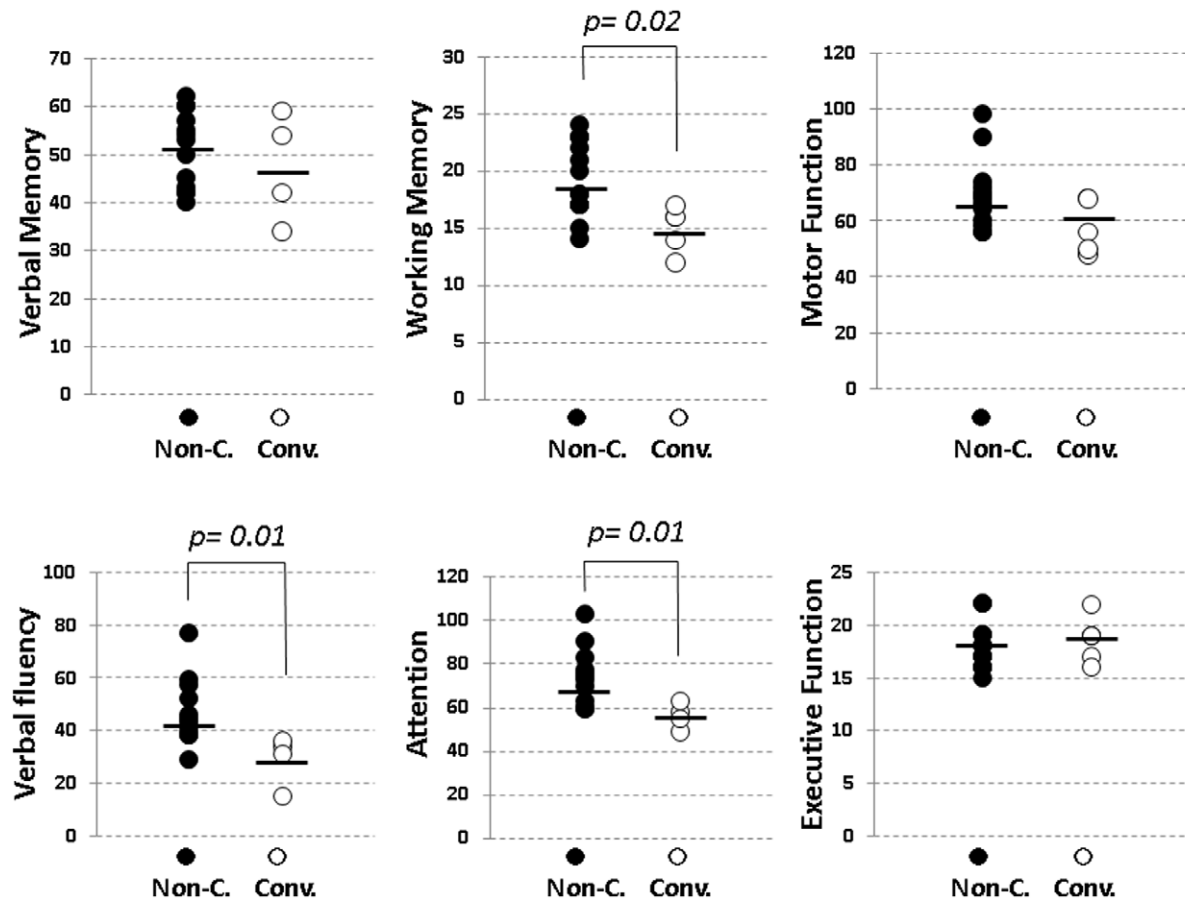 p= 0.02
Verbal Memory
70
60
50
40
30
20
10
0
Non-C. Conv.
Working Memory
30
25
20
15
10
5
0
Non-C. Conv.
Motor Function
120
100
80
60
40
20
0
Non-C. Conv.
p= 0.01
Verbal fluency
100
80
60
40
20
0
Non-C. Conv.
p= 0.01
Attention
120
100
80
60
40
20
0
Non-C. Conv.
Executive Function
25
20
15
10
5
0
Non-C. Conv.